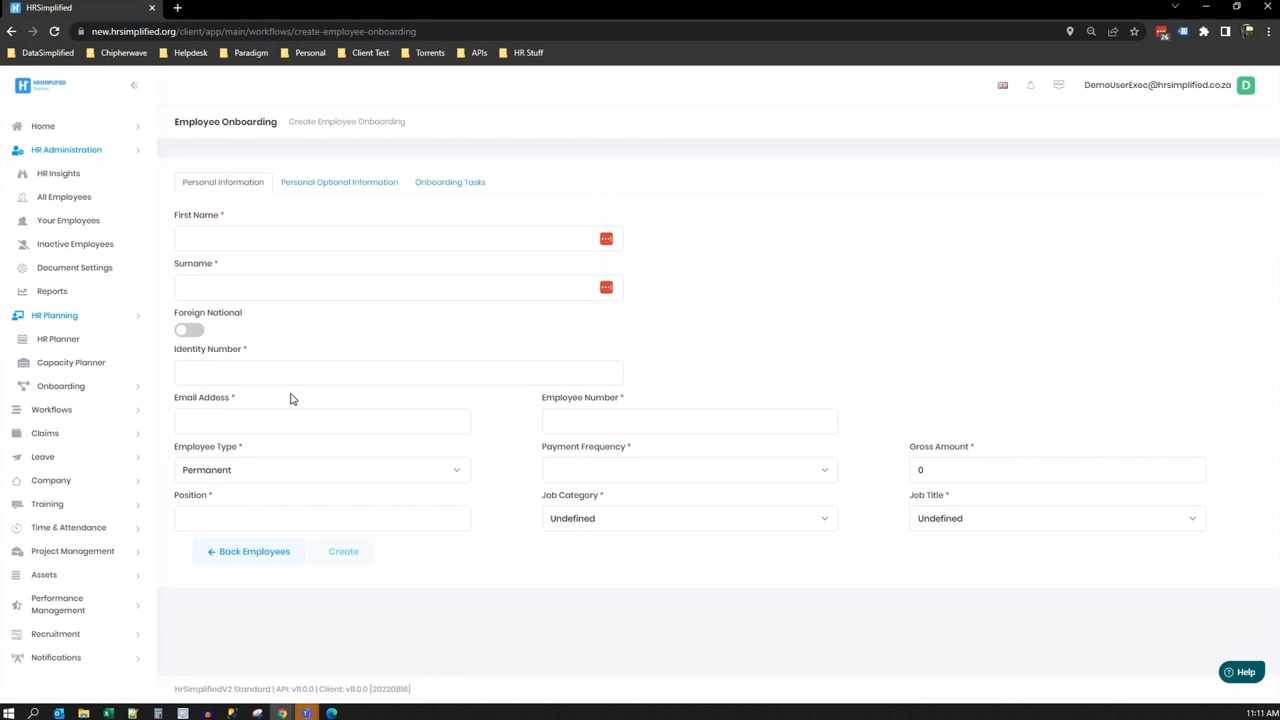 HRSimplified
new.hrsimplified.org/client/app/main/workflows/create-employee-onboarding
26
DataSimplified
Chipherwave
Helpdesk
Paradigm
Personal
Client Test
Torrents
APIs
HR Stuff
HRSIMPLIFIED
DemoUserExec@hrsimplified.co.za
D
Home
HR Administration
HR Insights
All Employees
Your Employees
Inactive Employees
Document Settings
Reports
HR Planning
HR Planner
Capacity Planner
Onboarding
Workflows
Claims
Leave
Company
Training
Time & Attendance
Project Management
Assets
Performance
Management
Recruitment
Notifications
Employee Onboarding Create Employee Onboarding
Personal Information
Personal Optional Information
Onboarding Tasks
First Name *
Surname *
Foreign National
Identity Number *
Email Addess *
Employee Number *
Employee Type *
Payment Frequency *
Gross Amount *
Permanent
0
Position *
Job Category *
Job Title *
Undefined
Undefined
Back Employees
Create
Help
HrSimplifiedV2 Standard | API: v11.0.0 | Client: v11.0.0 [20220816]
11:11 AM